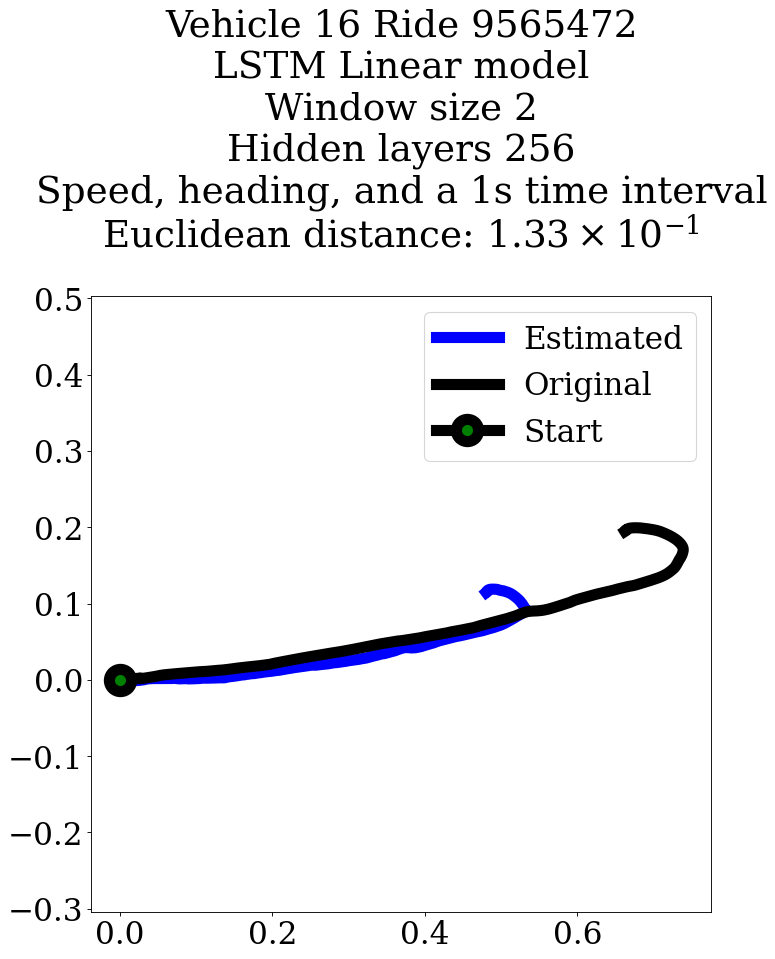 Vehicle 16 Ride 9565472
LSTM Linear model
Window size 2
Hidden layers 256
Speed, heading, and a 1s time interval
Euclidean distance: 1.33 × 10⁻¹
Estimated
Original
Start
0.5
0.4
0.3
0.2
0.1
0.0
−0.1
−0.2
−0.3
0.0 0.2 0.4 0.6